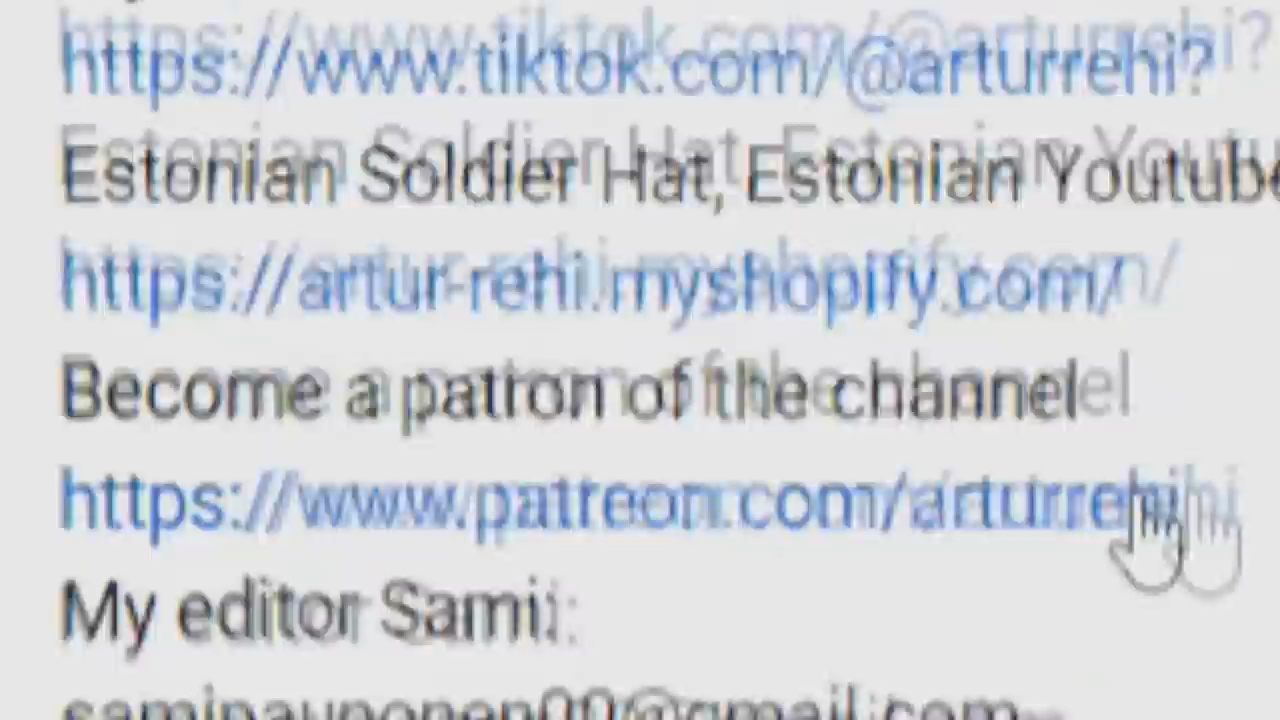 https://www.tiktok.com/@arturrehi?
Estonian Soldier Hat, Estonian Youtube
https://artur-rehi.myshopify.com/
Become a patron of the channel
https://www.patreon.com/arturrehi
My editor Sami: